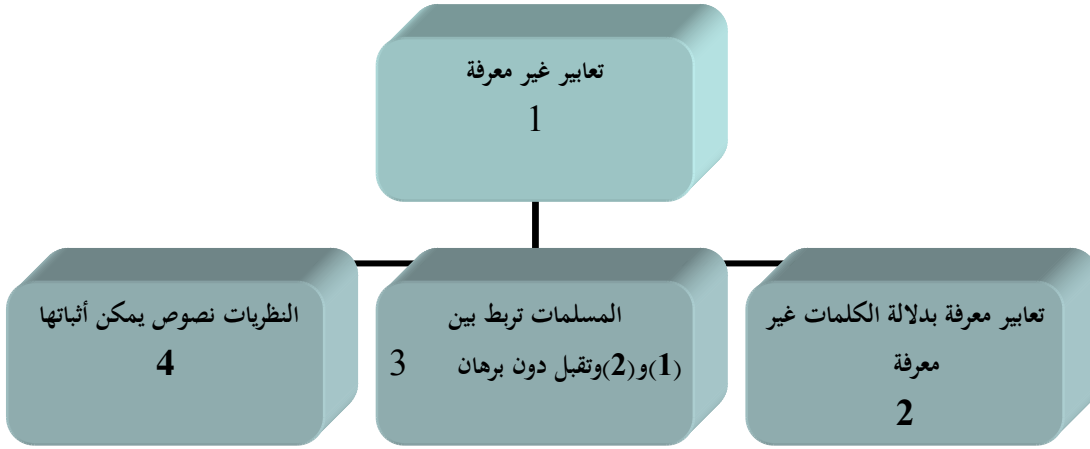 تعابير غير معرفة
1
تعابير معرفة بدلالة الكلمات غير
معرفة
2
المسلمات تربط بين
(1)و(2)وتقبل دون برهان 3
النظريات نصوص يمكن أثباتها
4